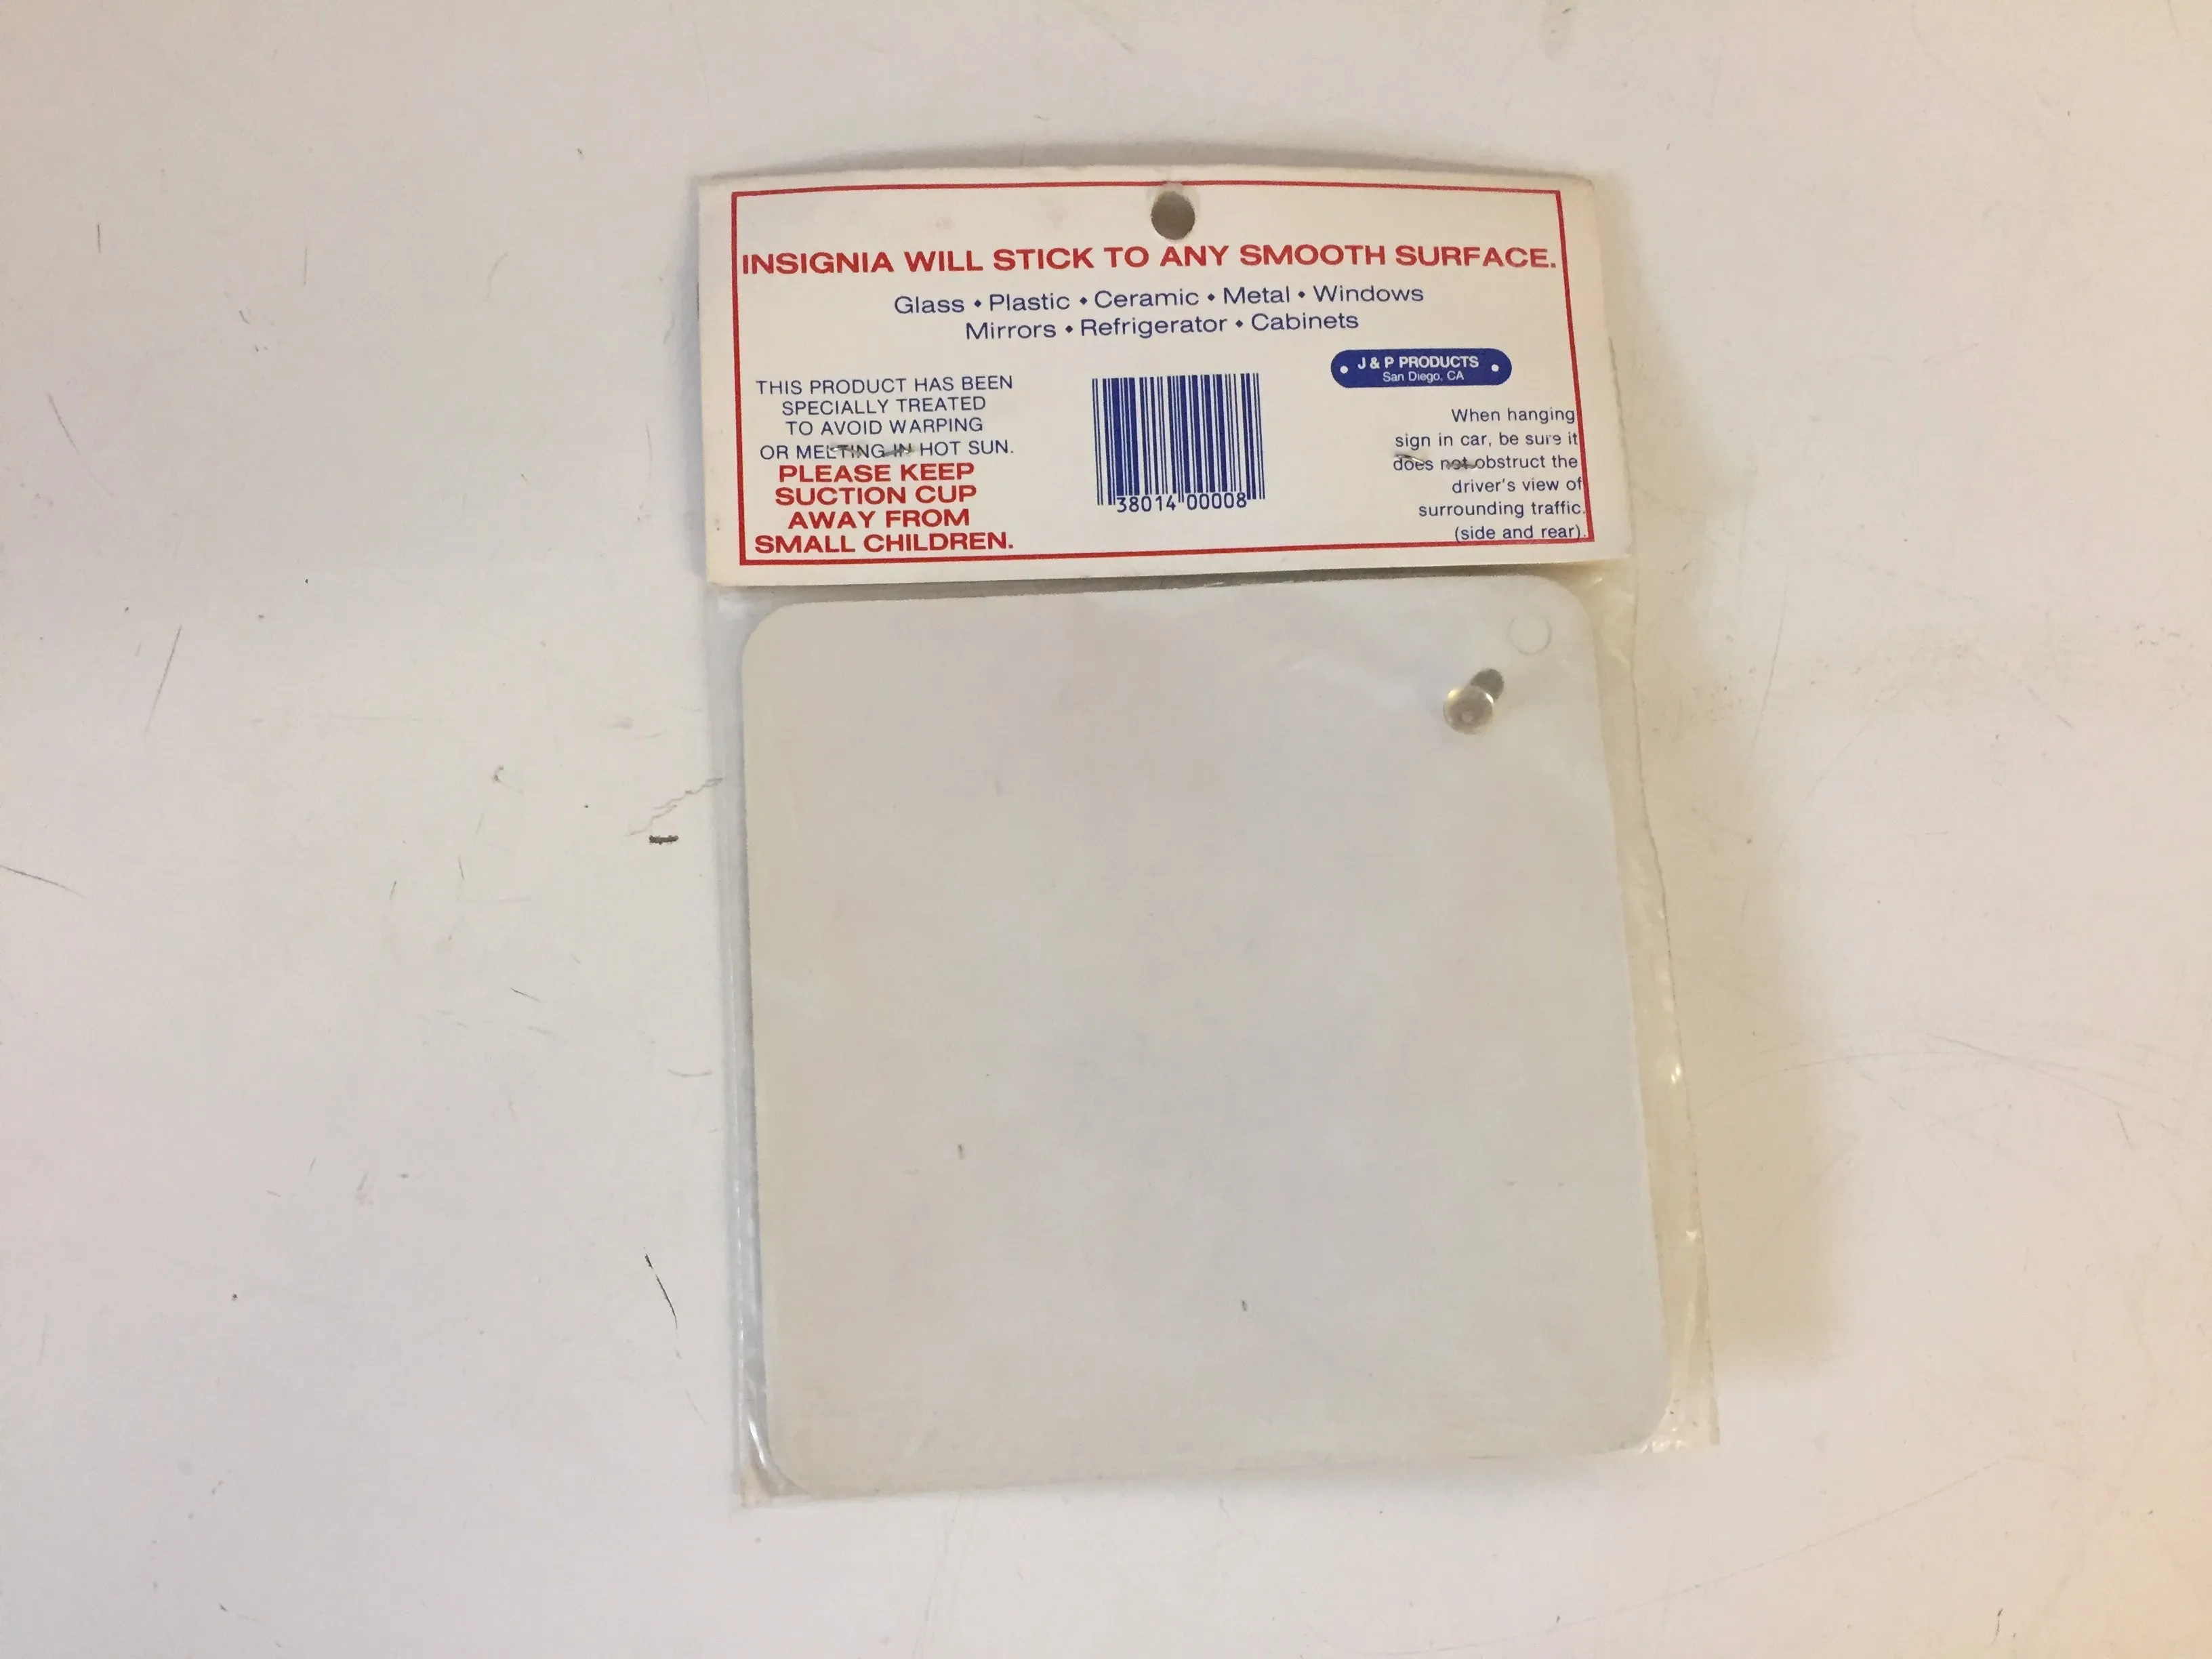 INSIGNIA WILL STICK TO ANY SMOOTH SURFACE.
Glass • Plastic • Ceramic • Metal • Windows
Mirrors • Refrigerator • Cabinets
THIS PRODUCT HAS BEEN
SPECIALLY TREATED
TO AVOID WARPING
OR MELTING IN HOT SUN.
PLEASE KEEP
SUCTION CUP
AWAY FROM
SMALL CHILDREN.
38014 00008
• J & P PRODUCTS •
San Diego, CA
When hanging
sign in car, be sure it
does not obstruct the
driver's view of
surrounding traffic.
(side and rear).